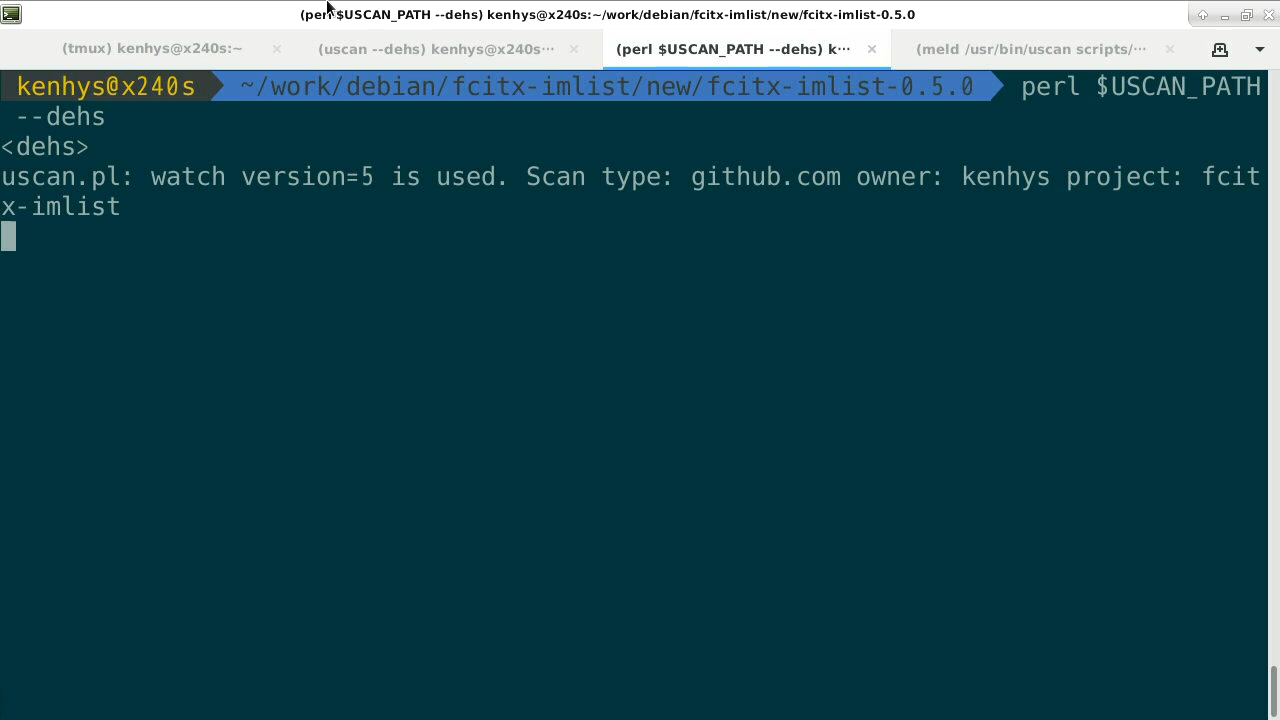 (perl $USCAN_PATH --dehs) kenhys@x240s:~/work/debian/fcitx-imlist/new/fcitx-imlist-0.5.0
(tmux) kenhys@x240s:~
(uscan --dehs) kenhys@x240s:···
(perl $USCAN_PATH --dehs) k···
(meld /usr/bin/uscan scripts/···
kenhys@x240s ~/work/debian/fcitx-imlist/new/fcitx-imlist-0.5.0 perl $USCAN_PATH
--dehs
<dehs>
uscan.pl: watch version=5 is used. Scan type: github.com owner: kenhys project: fcit
x-imlist